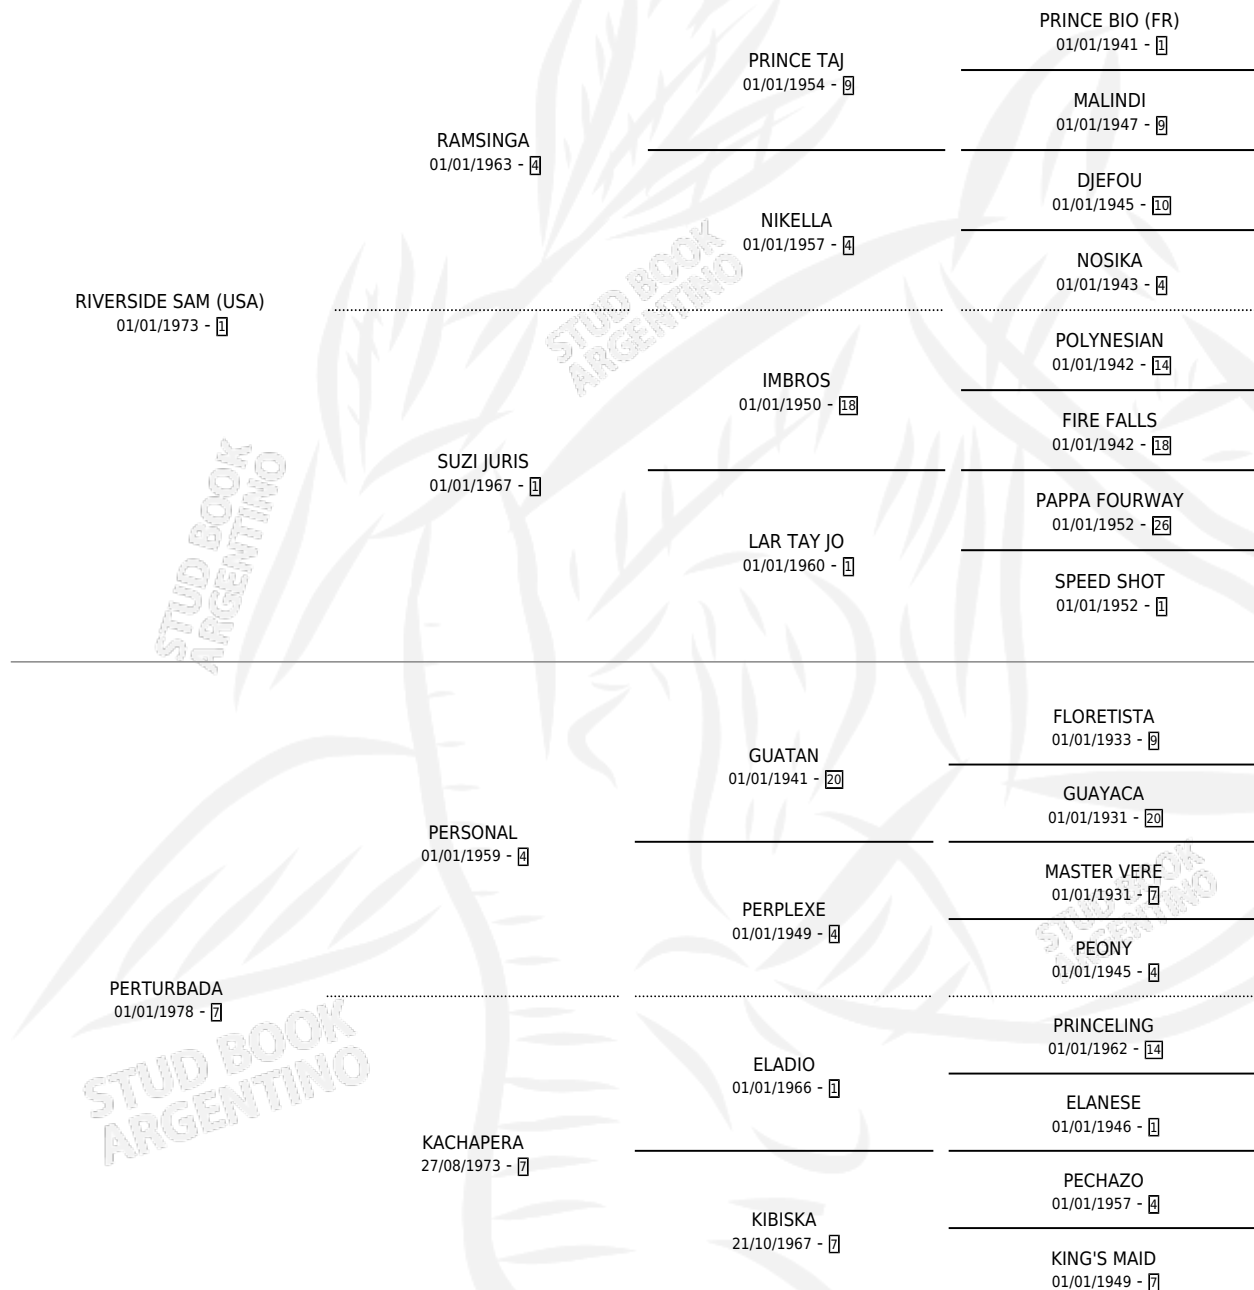 PRINCE BIO (FR)
01/01/1941 - 1
PRINCE TAJ
01/01/1954 - 9
MALINDI
01/01/1947 - 9
RAMSINGA
01/01/1963 - 4
DJEFOU
01/01/1945 - 10
NIKELLA
01/01/1957 - 4
NOSIKA
01/01/1943 - 4
RIVERSIDE SAM (USA)
01/01/1973 - 1
STUD BOOK
ARGENTINO
POLYNESIAN
01/01/1942 - 14
IMBROS
01/01/1950 - 18
FIRE FALLS
01/01/1942 - 18
SUZI JURIS
01/01/1967 - 1
PAPPA FOURWAY
01/01/1952 - 26
LAR TAY JO
01/01/1960 - 1
SPEED SHOT
01/01/1952 - 1
STUD BOOK
ARGENTINO
FLORETISTA
01/01/1933 - 9
GUATAN
01/01/1941 - 20
GUAYACA
01/01/1931 - 20
PERSONAL
01/01/1959 - 4
MASTER VERE
01/01/1931 - 7
PERPLEXE
01/01/1949 - 4
PEONY
01/01/1945 - 4
STUD BOOK
ARGENTINO
PERTURBADA
01/01/1978 - 7
PRINCELING
01/01/1962 - 14
ELADIO
01/01/1966 - 1
ELANESE
01/01/1946 - 1
STUD BOOK
ARGENTINO
KACHAPERA
27/08/1973 - 7
PECHAZO
01/01/1957 - 4
KIBISKA
21/10/1967 - 7
KING'S MAID
01/01/1949 - 7